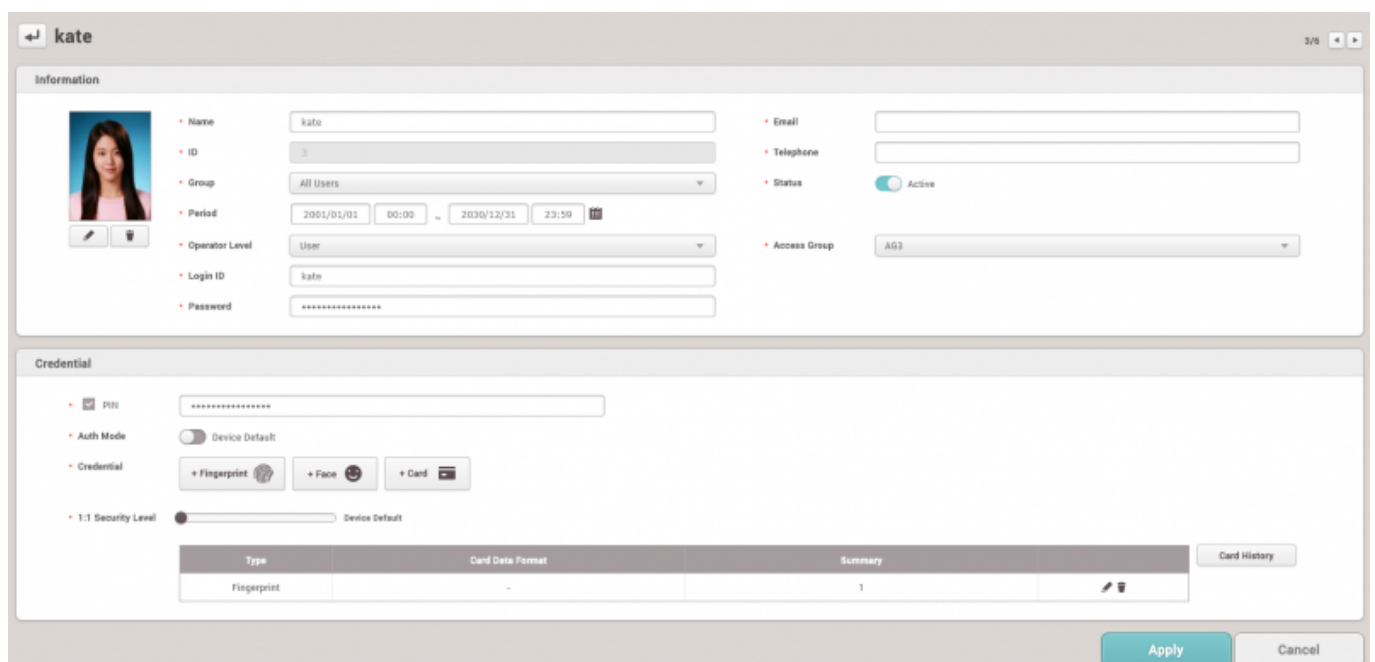 kate
3/6
Information
Name kate
Email
ID 3
Telephone
Group All Users
Status Active
Period 2001/01/01 00:00 ~ 2030/12/31 23:59
Operator Level User
Access Group AG3
Login ID kate
Password ••••••••••••••••
Credential
PIN ••••••••••••••••
Auth Mode Device Default
Credential + Fingerprint + Face + Card
1:1 Security Level Device Default
Type Card Data Format Summary
Card History
Fingerprint - 1
Apply Cancel